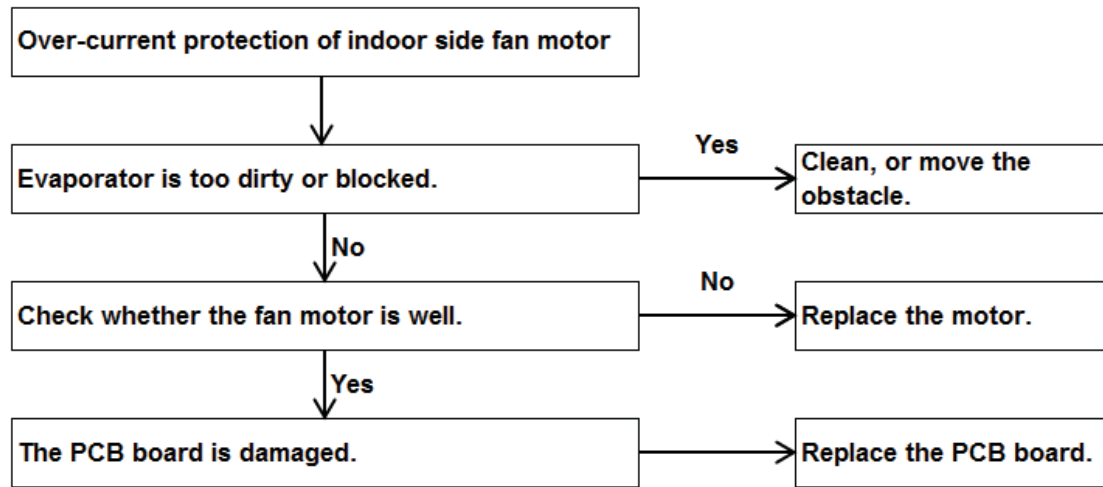 Over-current protection of indoor side fan motor
Evaporator is too dirty or blocked.
Yes
Clean, or move the
obstacle.
No
Check whether the fan motor is well.
No
Replace the motor.
Yes
The PCB board is damaged.
Replace the PCB board.